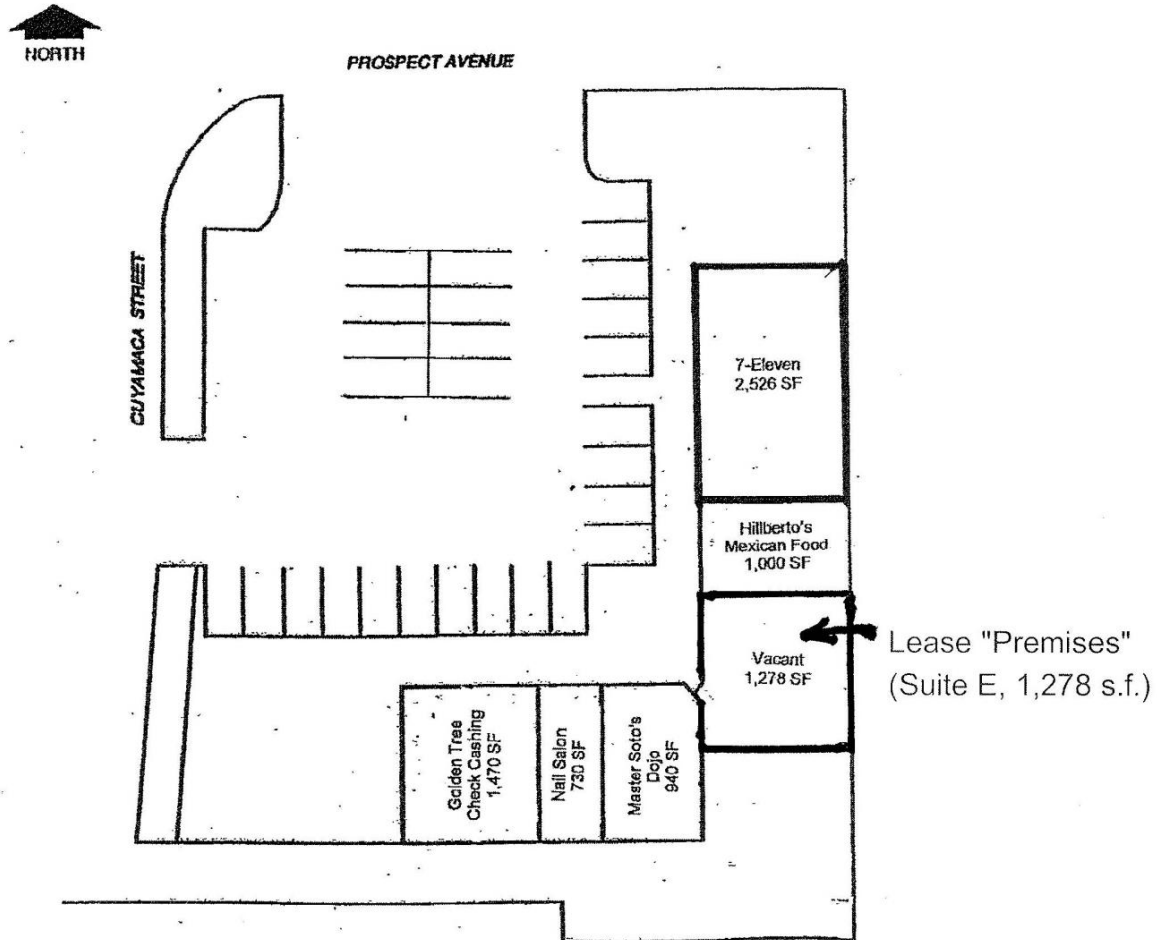 NORTH
PROSPECT AVENUE
CUYAMACA STREET
7-Eleven
2,526 SF
Hillberto's
Mexican Food
1,000 SF
Vacant
1,278 SF
Lease "Premises"
(Suite E, 1,278 s.f.)
Golden Tree
Check Cashing
1,470 SF
Nail Salon
730 SF
Master Soto's
Dojo
940 SF